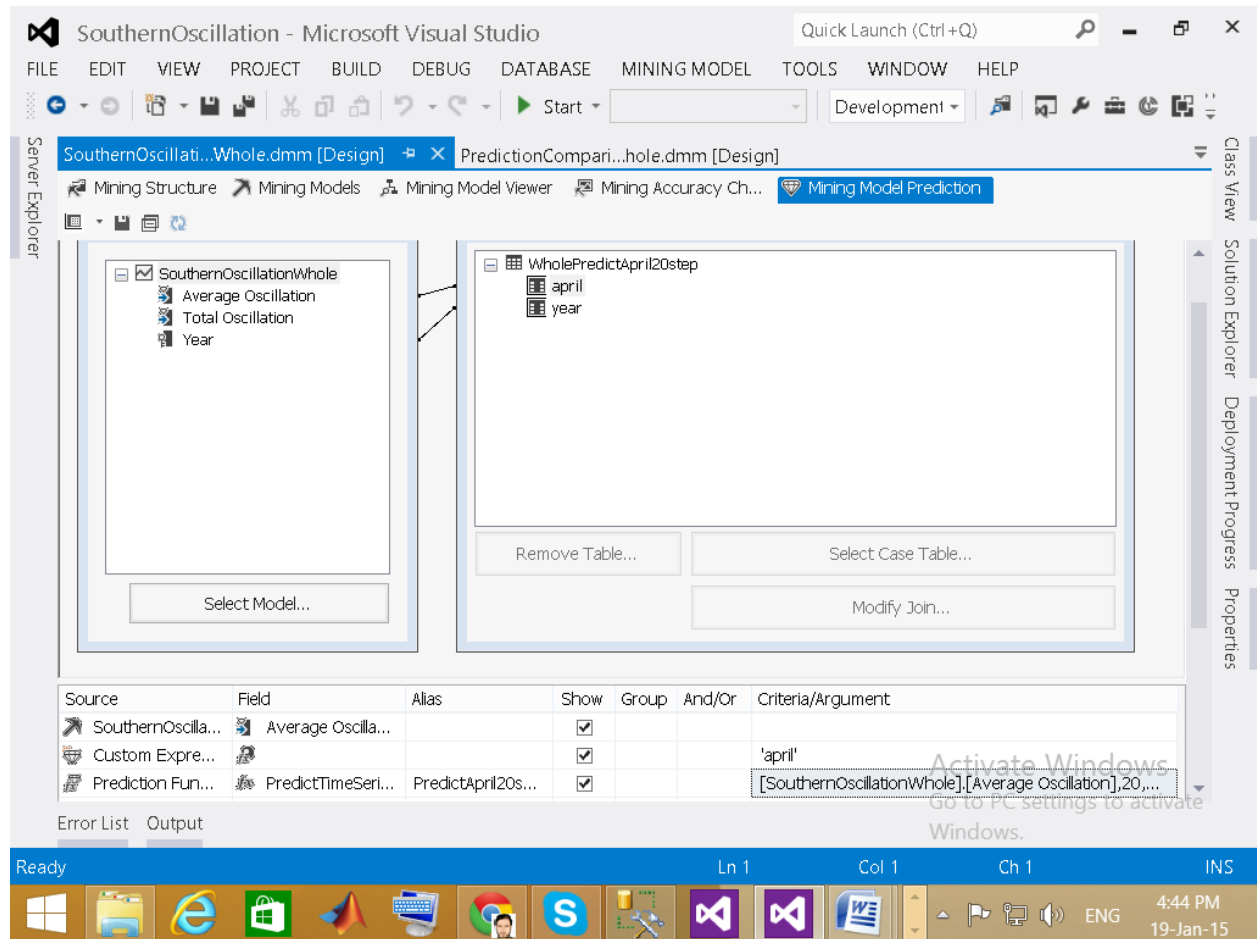 SouthernOscillation - Microsoft Visual Studio
Quick Launch (Ctrl+Q)
FILE EDIT VIEW PROJECT BUILD DEBUG DATABASE MINING MODEL TOOLS WINDOW HELP
Start
Development
SouthernOscillati...Whole.dmm [Design]
PredictionCompari...hole.dmm [Design]
Mining Structure
Mining Models
Mining Model Viewer
Mining Accuracy Ch...
Mining Model Prediction
Server Explorer
SouthernOscillationWhole
Average Oscillation
Total Oscillation
Year
Select Model...
WholePredictApril20step
april
year
Remove Table...
Select Case Table...
Modify Join...
Class View
Solution Explorer
Deployment Progress
Properties
Source Field Alias Show Group And/Or Criteria/Argument
SouthernOscilla... Average Oscilla...
Custom Expre... 'april'
Prediction Fun... PredictTimeSeri... PredictApril20s... [SouthernOscillationWhole].[Average Oscillation],20,...
Activate Windows
Go to PC settings to activate
Windows.
Error List Output
Ready Ln 1 Col 1 Ch 1 INS
ENG
4:44 PM
19-Jan-15